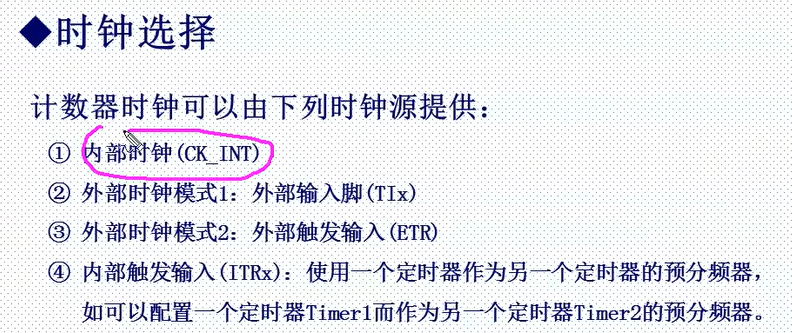 ◆时钟选择
计数器时钟可以由下列时钟源提供：
① 内部时钟(CK_INT)
② 外部时钟模式1：外部输入脚(TIx)
③ 外部时钟模式2：外部触发输入(ETR)
④ 内部触发输入(ITRx)：使用一个定时器作为另一个定时器的预分频器，
如可以配置一个定时器Timer1而作为另一个定时器Timer2的预分频器。